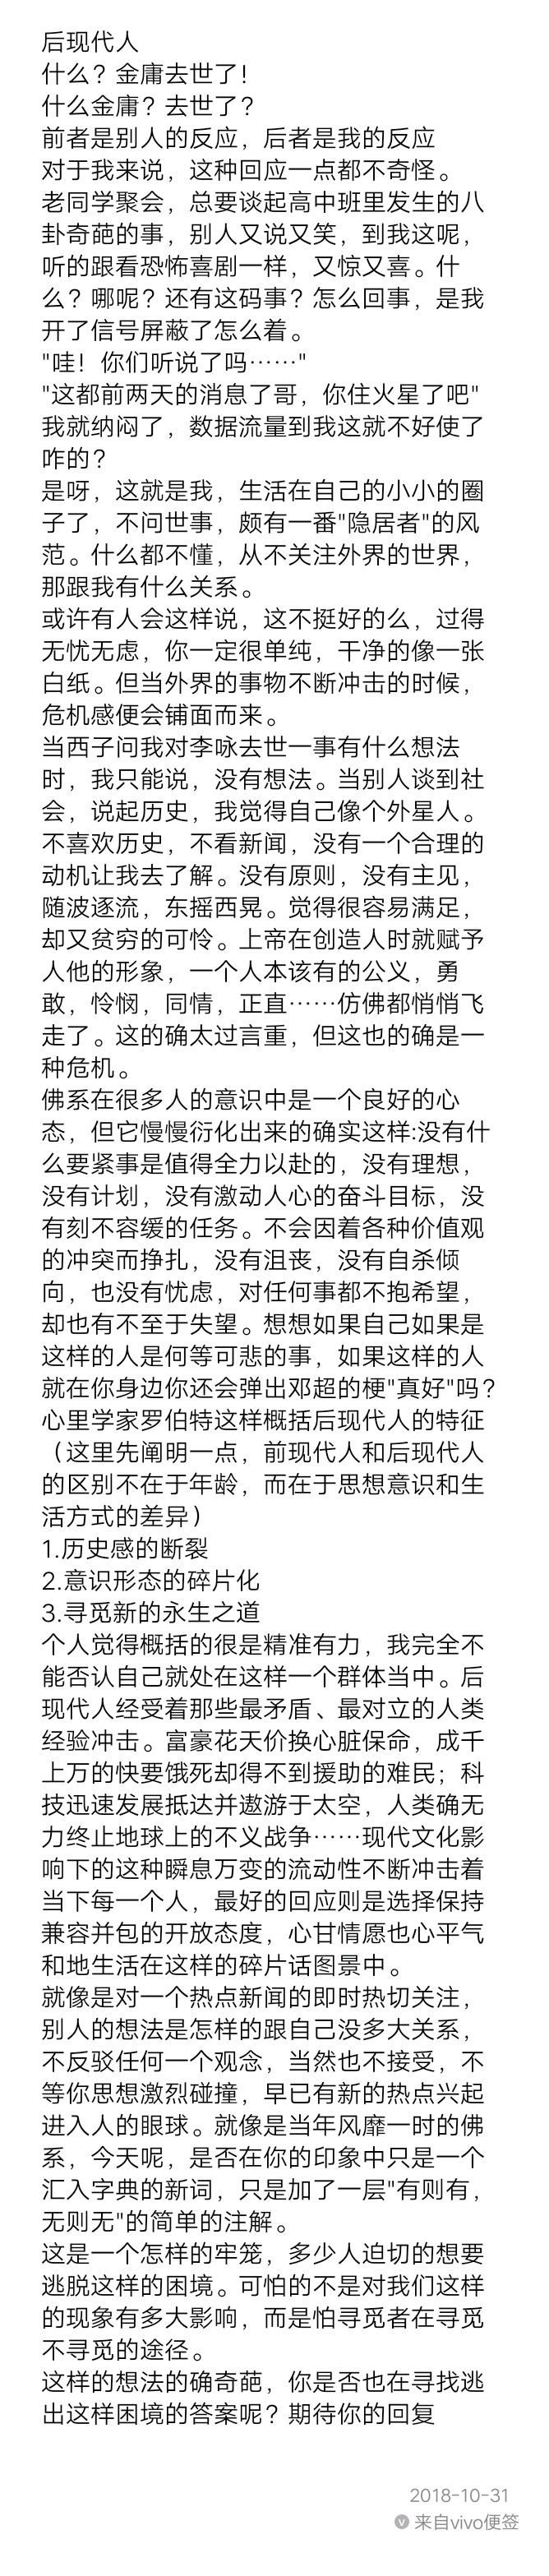 后现代人
什么？金庸去世了！
什么金庸？去世了？
前者是别人的反应，后者是我的反应
对于我来说，这种回应一点都不奇怪。
老同学聚会，总要谈起高中班里发生的八
卦奇葩的事，别人又说又笑，到我这呢，
听的跟看恐怖喜剧一样，又惊又喜。什
么？哪呢？还有这码事？怎么回事，是我
开了信号屏蔽了怎么着。
"哇！你们听说了吗……"
"这都前两天的消息了哥，你住火星了吧"
我就纳闷了，数据流量到我这就不好使了
咋的？
是呀，这就是我，生活在自己的小小的圈
子了，不问世事，颇有一番"隐居者"的风
范。什么都不懂，从不关注外界的世界，
那跟我有什么关系。
或许有人会这样说，这不挺好的么，过得
无忧无虑，你一定很单纯，干净的像一张
白纸。但当外界的事物不断冲击的时候，
危机感便会铺面而来。
当西子问我对李咏去世一事有什么想法
时，我只能说，没有想法。当别人谈到社
会，说起历史，我觉得自己像个外星人。
不喜欢历史，不看新闻，没有一个合理的
动机让我去了解。没有原则，没有主见，
随波逐流，东摇西晃。觉得很容易满足，
却又贫穷的可怜。上帝在创造人时就赋予
人他的形象，一个人本该有的公义，勇
敢，怜悯，同情，正直……仿佛都悄悄飞
走了。这的确太过言重，但这也的确是一
种危机。
佛系在很多人的意识中是一个良好的心
态，但它慢慢衍化出来的确实这样:没有什
么要紧事是值得全力以赴的，没有理想，
没有计划，没有激动人心的奋斗目标，没
有刻不容缓的任务。不会因着各种价值观
的冲突而挣扎，没有沮丧，没有自杀倾
向，也没有忧虑，对任何事都不抱希望，
却也有不至于失望。想想如果自己如果是
这样的人是何等可悲的事，如果这样的人
就在你身边你还会弹出邓超的梗"真好"吗？
心里学家罗伯特这样概括后现代人的特征
（这里先阐明一点，前现代人和后现代人
的区别不在于年龄，而在于思想意识和生
活方式的差异）
1.历史感的断裂
2.意识形态的碎片化
3.寻觅新的永生之道
个人觉得概括的很是精准有力，我完全不
能否认自己就处在这样一个群体当中。后
现代人经受着那些最矛盾、最对立的人类
经验冲击。富豪花天价换心脏保命，成千
上万的快要饿死却得不到援助的难民；科
技迅速发展抵达并遨游于太空，人类确无
力终止地球上的不义战争……现代文化影
响下的这种瞬息万变的流动性不断冲击着
当下每一个人，最好的回应则是选择保持
兼容并包的开放态度，心甘情愿也心平气
和地生活在这样的碎片话图景中。
就像是对一个热点新闻的即时热切关注，
别人的想法是怎样的跟自己没多大关系，
不反驳任何一个观念，当然也不接受，不
等你思想激烈碰撞，早已有新的热点兴起
进入人的眼球。就像是当年风靡一时的佛
系，今天呢，是否在你的印象中只是一个
汇入字典的新词，只是加了一层"有则有，
无则无"的简单的注解。
这是一个怎样的牢笼，多少人迫切的想要
逃脱这样的困境。可怕的不是对我们这样
的现象有多大影响，而是怕寻觅者在寻觅
不寻觅的途径。
这样的想法的确奇葩，你是否也在寻找逃
出这样困境的答案呢？期待你的回复
2018-10-31
来自vivo便签